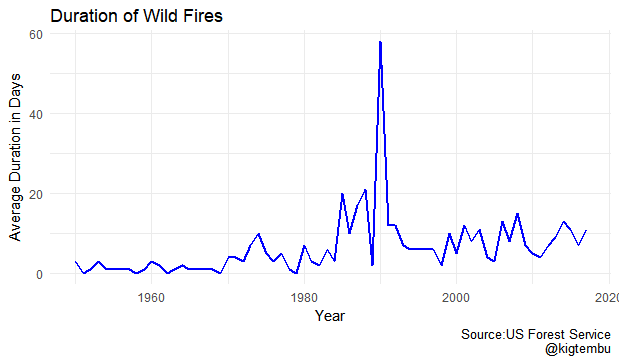 Duration of Wild Fires
60
40
20
0
Average Duration in Days
1960
1980
2000
2020
Year
Source:US Forest Service
@kigtembu